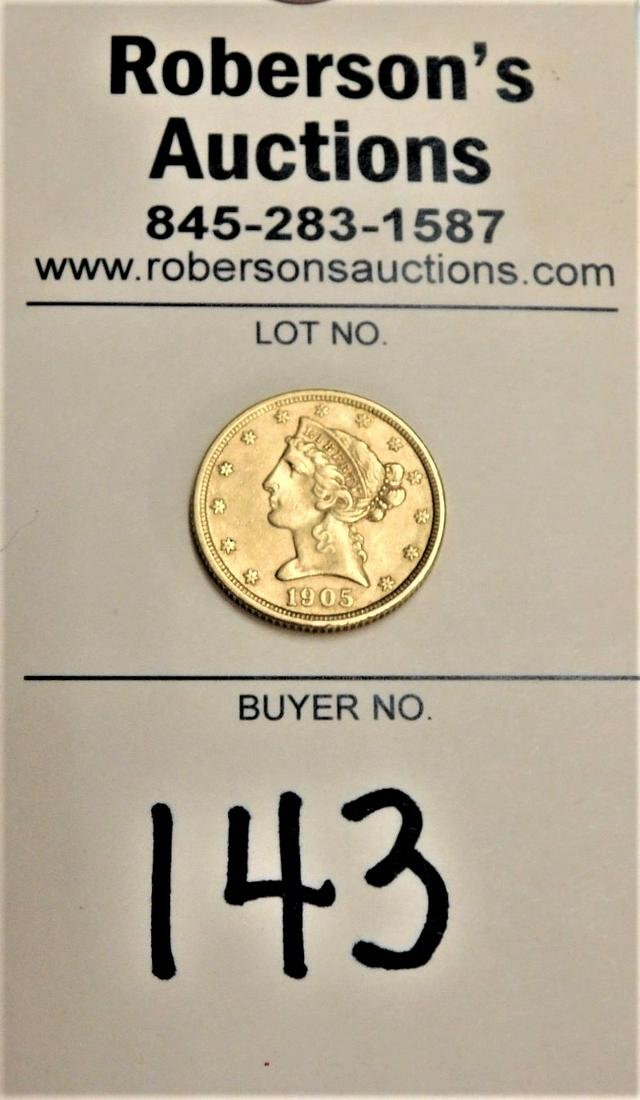 Roberson's
Auctions
845-283-1587
www.robersonsauctions.com
LOT NO.
LIBERTY
1905
BUYER NO.
143